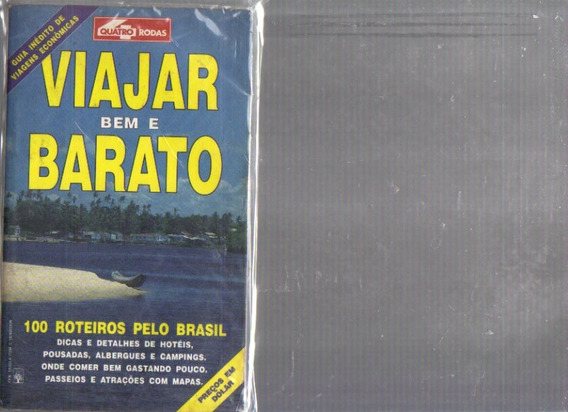 GUIA INÉDITO DE
VIAGENS ECONÔMICAS
4
QUATRO RODAS
VIAJAR
BEM E
BARATO
100 ROTEIROS PELO BRASIL
DICAS E DETALHES DE HOTÉIS,
POUSADAS, ALBERGUES E CAMPINGS.
ONDE COMER BEM GASTANDO POUCO.
PASSEIOS E ATRAÇÕES COM MAPAS.
PREÇOS EM
DÓLAR